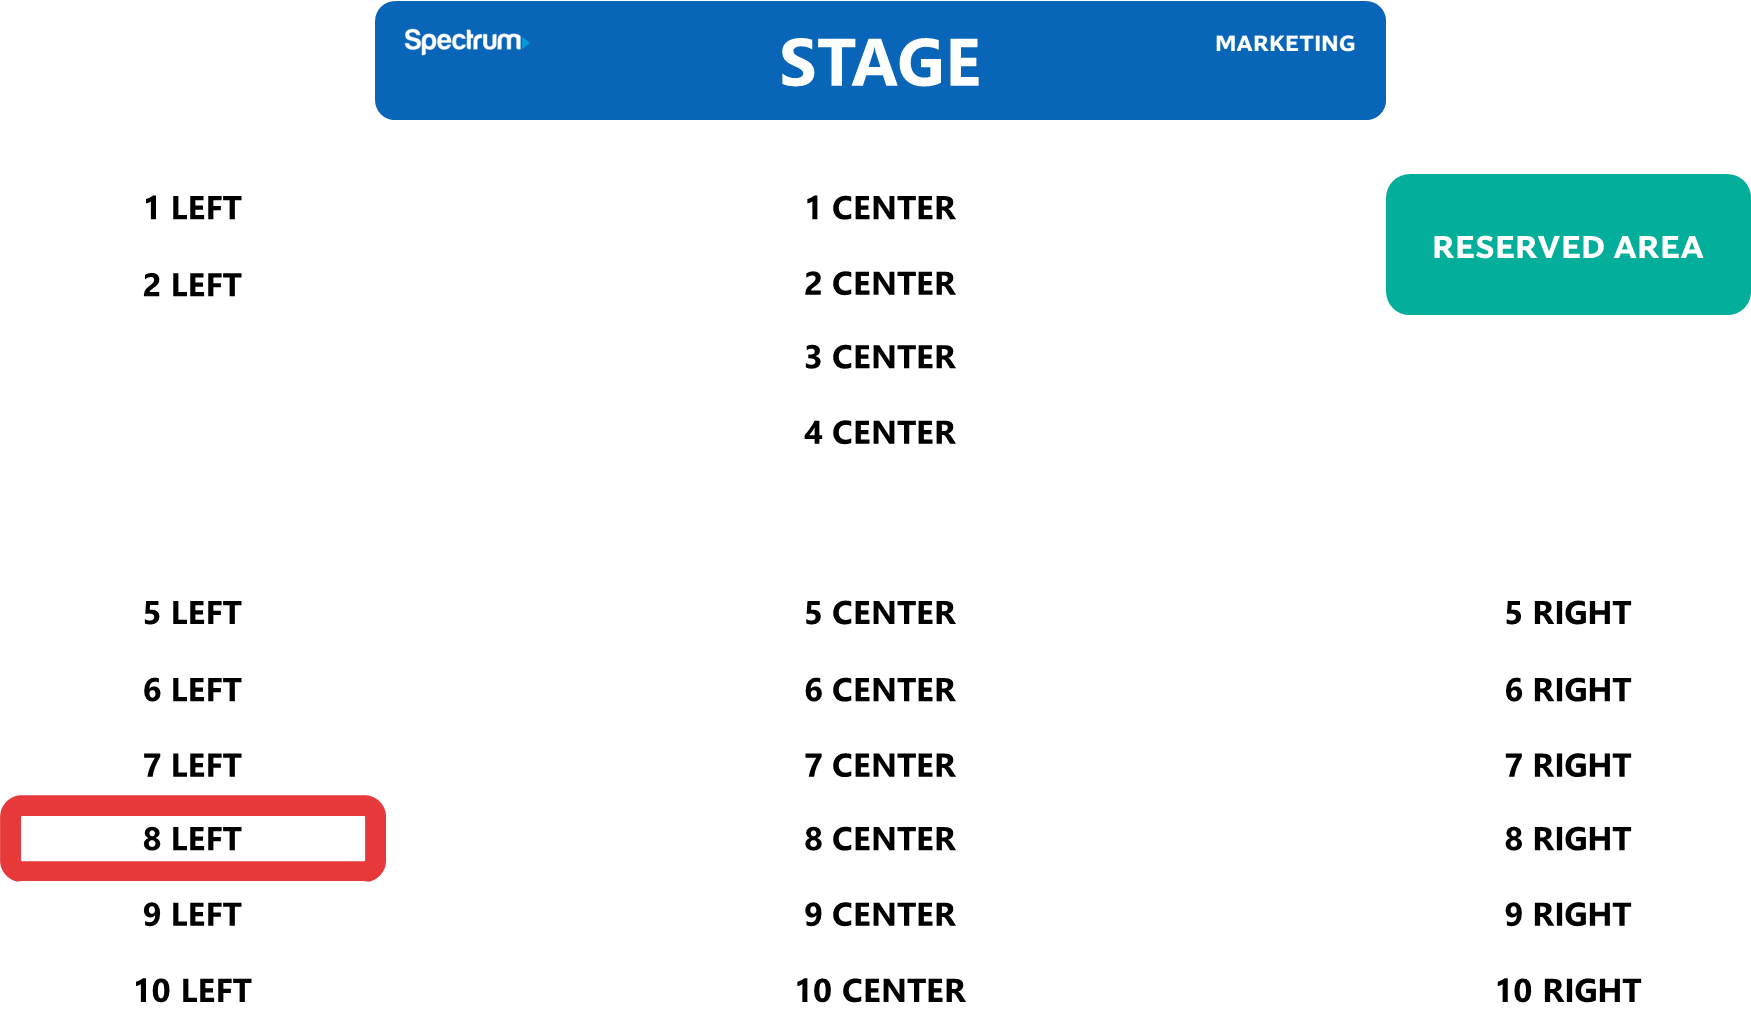 Spectrum STAGE MARKETING
1 LEFT 1 CENTER
RESERVED AREA
2 LEFT 2 CENTER
3 CENTER
4 CENTER
5 LEFT 5 CENTER 5 RIGHT
6 LEFT 6 CENTER 6 RIGHT
7 LEFT 7 CENTER 7 RIGHT
8 LEFT 8 CENTER 8 RIGHT
9 LEFT 9 CENTER 9 RIGHT
10 LEFT 10 CENTER 10 RIGHT